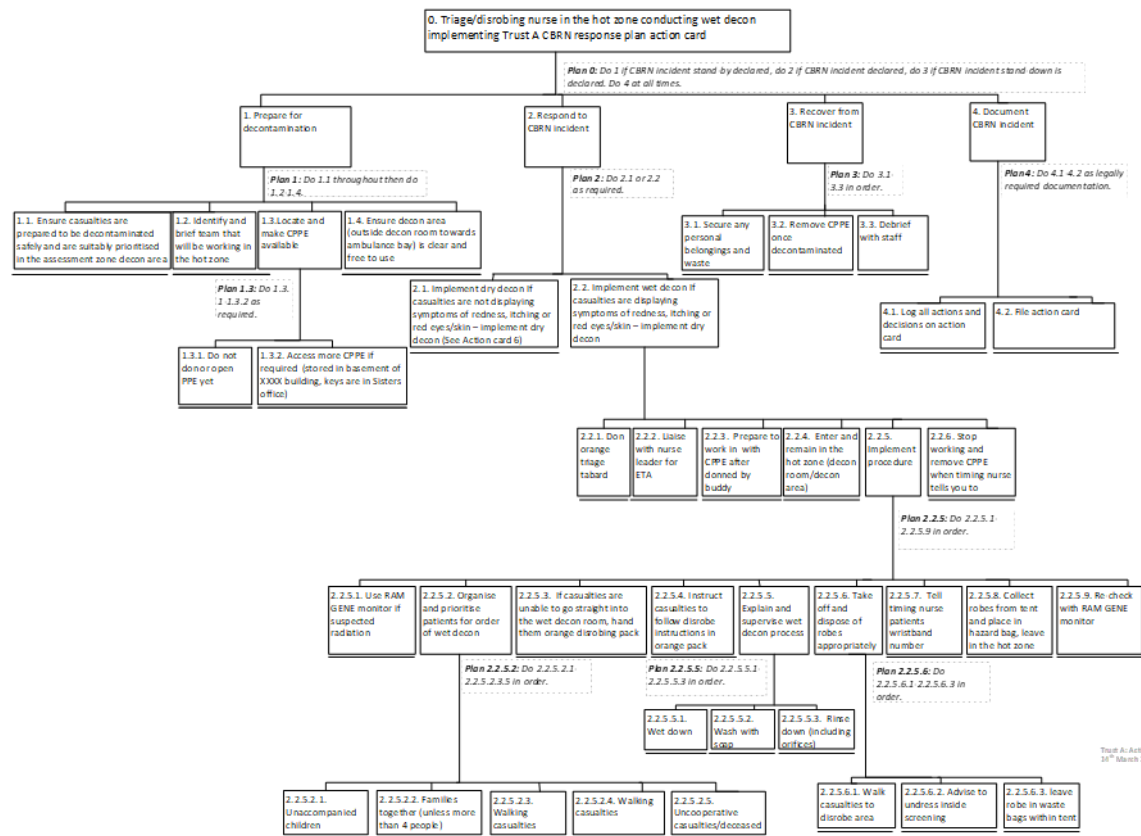 0. Triage/disrobing nurse in the hot zone conducting wet decon
implementing Trust A CBRN response plan action card
Plan 0: Do 1 if CBRN incident stand-by declared, do 2 if CBRN incident declared, do 3 if CBRN incident stand-down is
declared. Do 4 at all times.
1. Prepare for
decontamination
2. Respond to
CBRN incident
3. Recover from
CBRN incident
4. Document
CBRN incident
Plan 1: Do 1.1 throughout then do
1.2-1.4.
Plan 2: Do 2.1 or 2.2
as required.
Plan 3: Do 3.1-
3.3 in order.
Plan 4: Do 4.1-4.2 as legally
required documentation.
1.1. Ensure casualties are
prepared to be decontaminated
safely and are suitably prioritised
in the assessment zone decon area
1.2. Identify and
brief team that
will be working in
the hot zone
1.3.Locate and
make CPPE
available
1.4. Ensure decon area
(outside decon room towards
ambulance bay) is clear and
free to use
3.1. Secure any
personal
belongings and
waste
3.2. Remove CPPE
once
decontaminated
3.3. Debrief
with staff
Plan 1.3: Do 1.3.
1-1.3.2 as
required.
2.1. Implement dry decon If
casualties are not displaying
symptoms of redness, itching or
red eyes/skin – implement dry
decon (See Action card 6)
2.2. Implement wet decon If
casualties are displaying
symptoms of redness, itching or
red eyes/skin – implement dry
decon
4.1. Log all actions and
decisions on action
card
4.2. File action card
1.3.1. Do not
don or open
PPE yet
1.3.2. Access more CPPE if
required (stored in basement of
XXXX building, keys are in Sisters
office)
2.2.1. Don
orange
triage
tabard
2.2.2. Liaise
with nurse
leader for
ETA
2.2.3. Prepare to
work in with
CPPE after
donned by
buddy
2.2.4. Enter and
remain in the
hot zone (decon
room/decon
area)
2.2.5.
Implement
procedure
2.2.6. Stop
working and
remove CPPE
when timing nurse
tells you to
Plan 2.2.5: Do 2.2.5.1-
2.2.5.9 in order.
2.2.5.1. Use RAM
GENE monitor if
suspected
radiation
2.2.5.2. Organise
and prioritise
patients for order
of wet decon
2.2.5.3. If casualties are
unable to go straight into
the wet decon room, hand
them orange disrobing pack
2.2.5.4. Instruct
casualties to
follow disrobe
instructions in
orange pack
2.2.5.5.
Explain and
supervise wet
decon process
2.2.5.6. Take
off and
dispose of
robes
appropriately
2.2.5.7. Tell
timing nurse
patients
wristband
number
2.2.5.8. Collect
robes from tent
and place in
hazard bag, leave
in the hot zone
2.2.5.9. Re-check
with RAM GENE
monitor
Plan 2.2.5.2: Do 2.2.5.2.1-
2.2.5.2.3.5 in order.
Plan 2.2.5.5: Do 2.2.5.5.1-
2.2.5.5.3 in order.
Plan 2.2.5.6: Do
2.2.5.6.1-2.2.5.6.3 in
order.
2.2.5.5.1.
Wet down
2.2.5.5.2.
Wash with
soap
2.2.5.5.3. Rinse
down (including
orifices)
Trust A: Act
16th March
2.2.5.2.1.
Unaccompanied
children
2.2.5.2.2. Families
together (unless
more than 4 people)
2.2.5.2.3.
Walking
casualties
2.2.5.2.4. Walking
casualties
2.2.5.2.5.
Uncooperative
casualties/deceased
2.2.5.6.1. Walk
casualties to
disrobe area
2.2.5.6.2. Advise to
undress inside
screening
2.2.5.6.3. leave
robe in waste
bags within tent